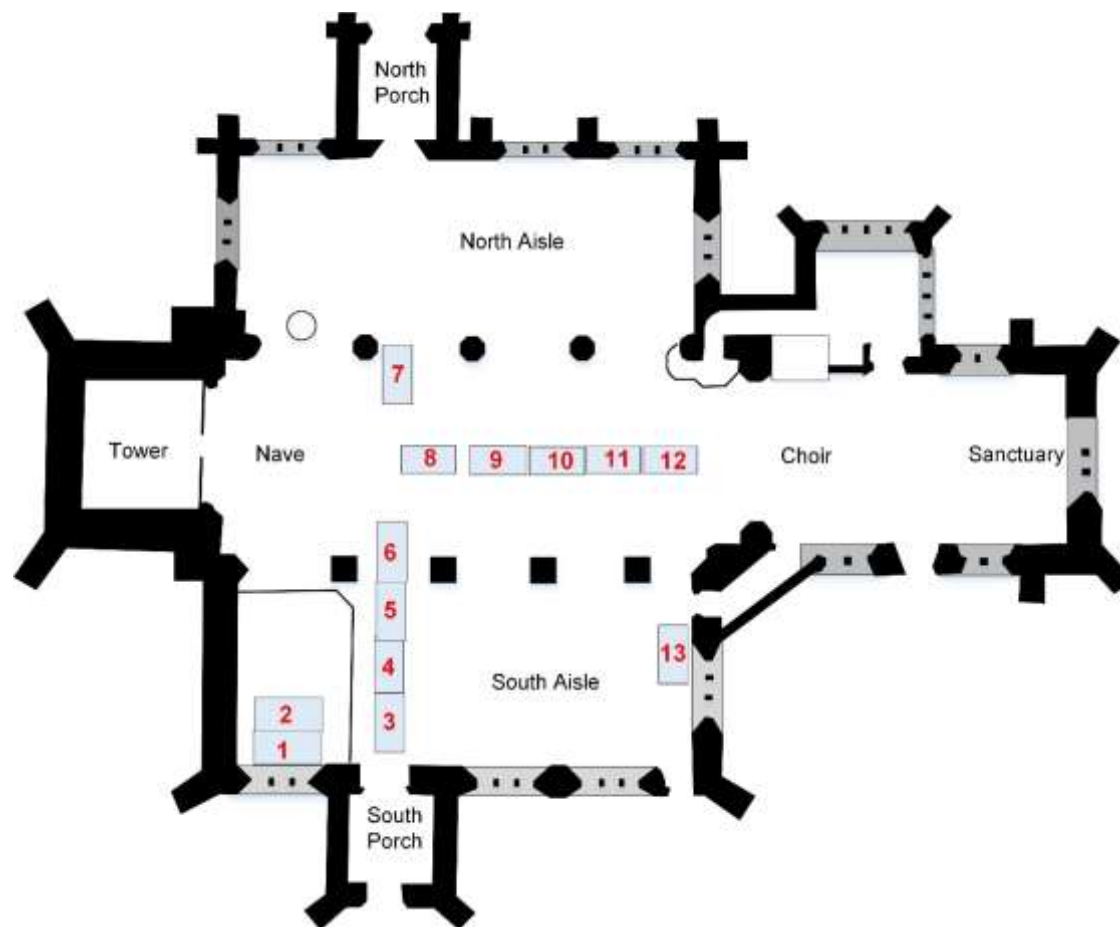 North
Porch
North Aisle
7
Tower
Nave
8
9
10
11
12
Choir
Sanctuary
6
5
4
3
13
South Aisle
2
1
South
Porch